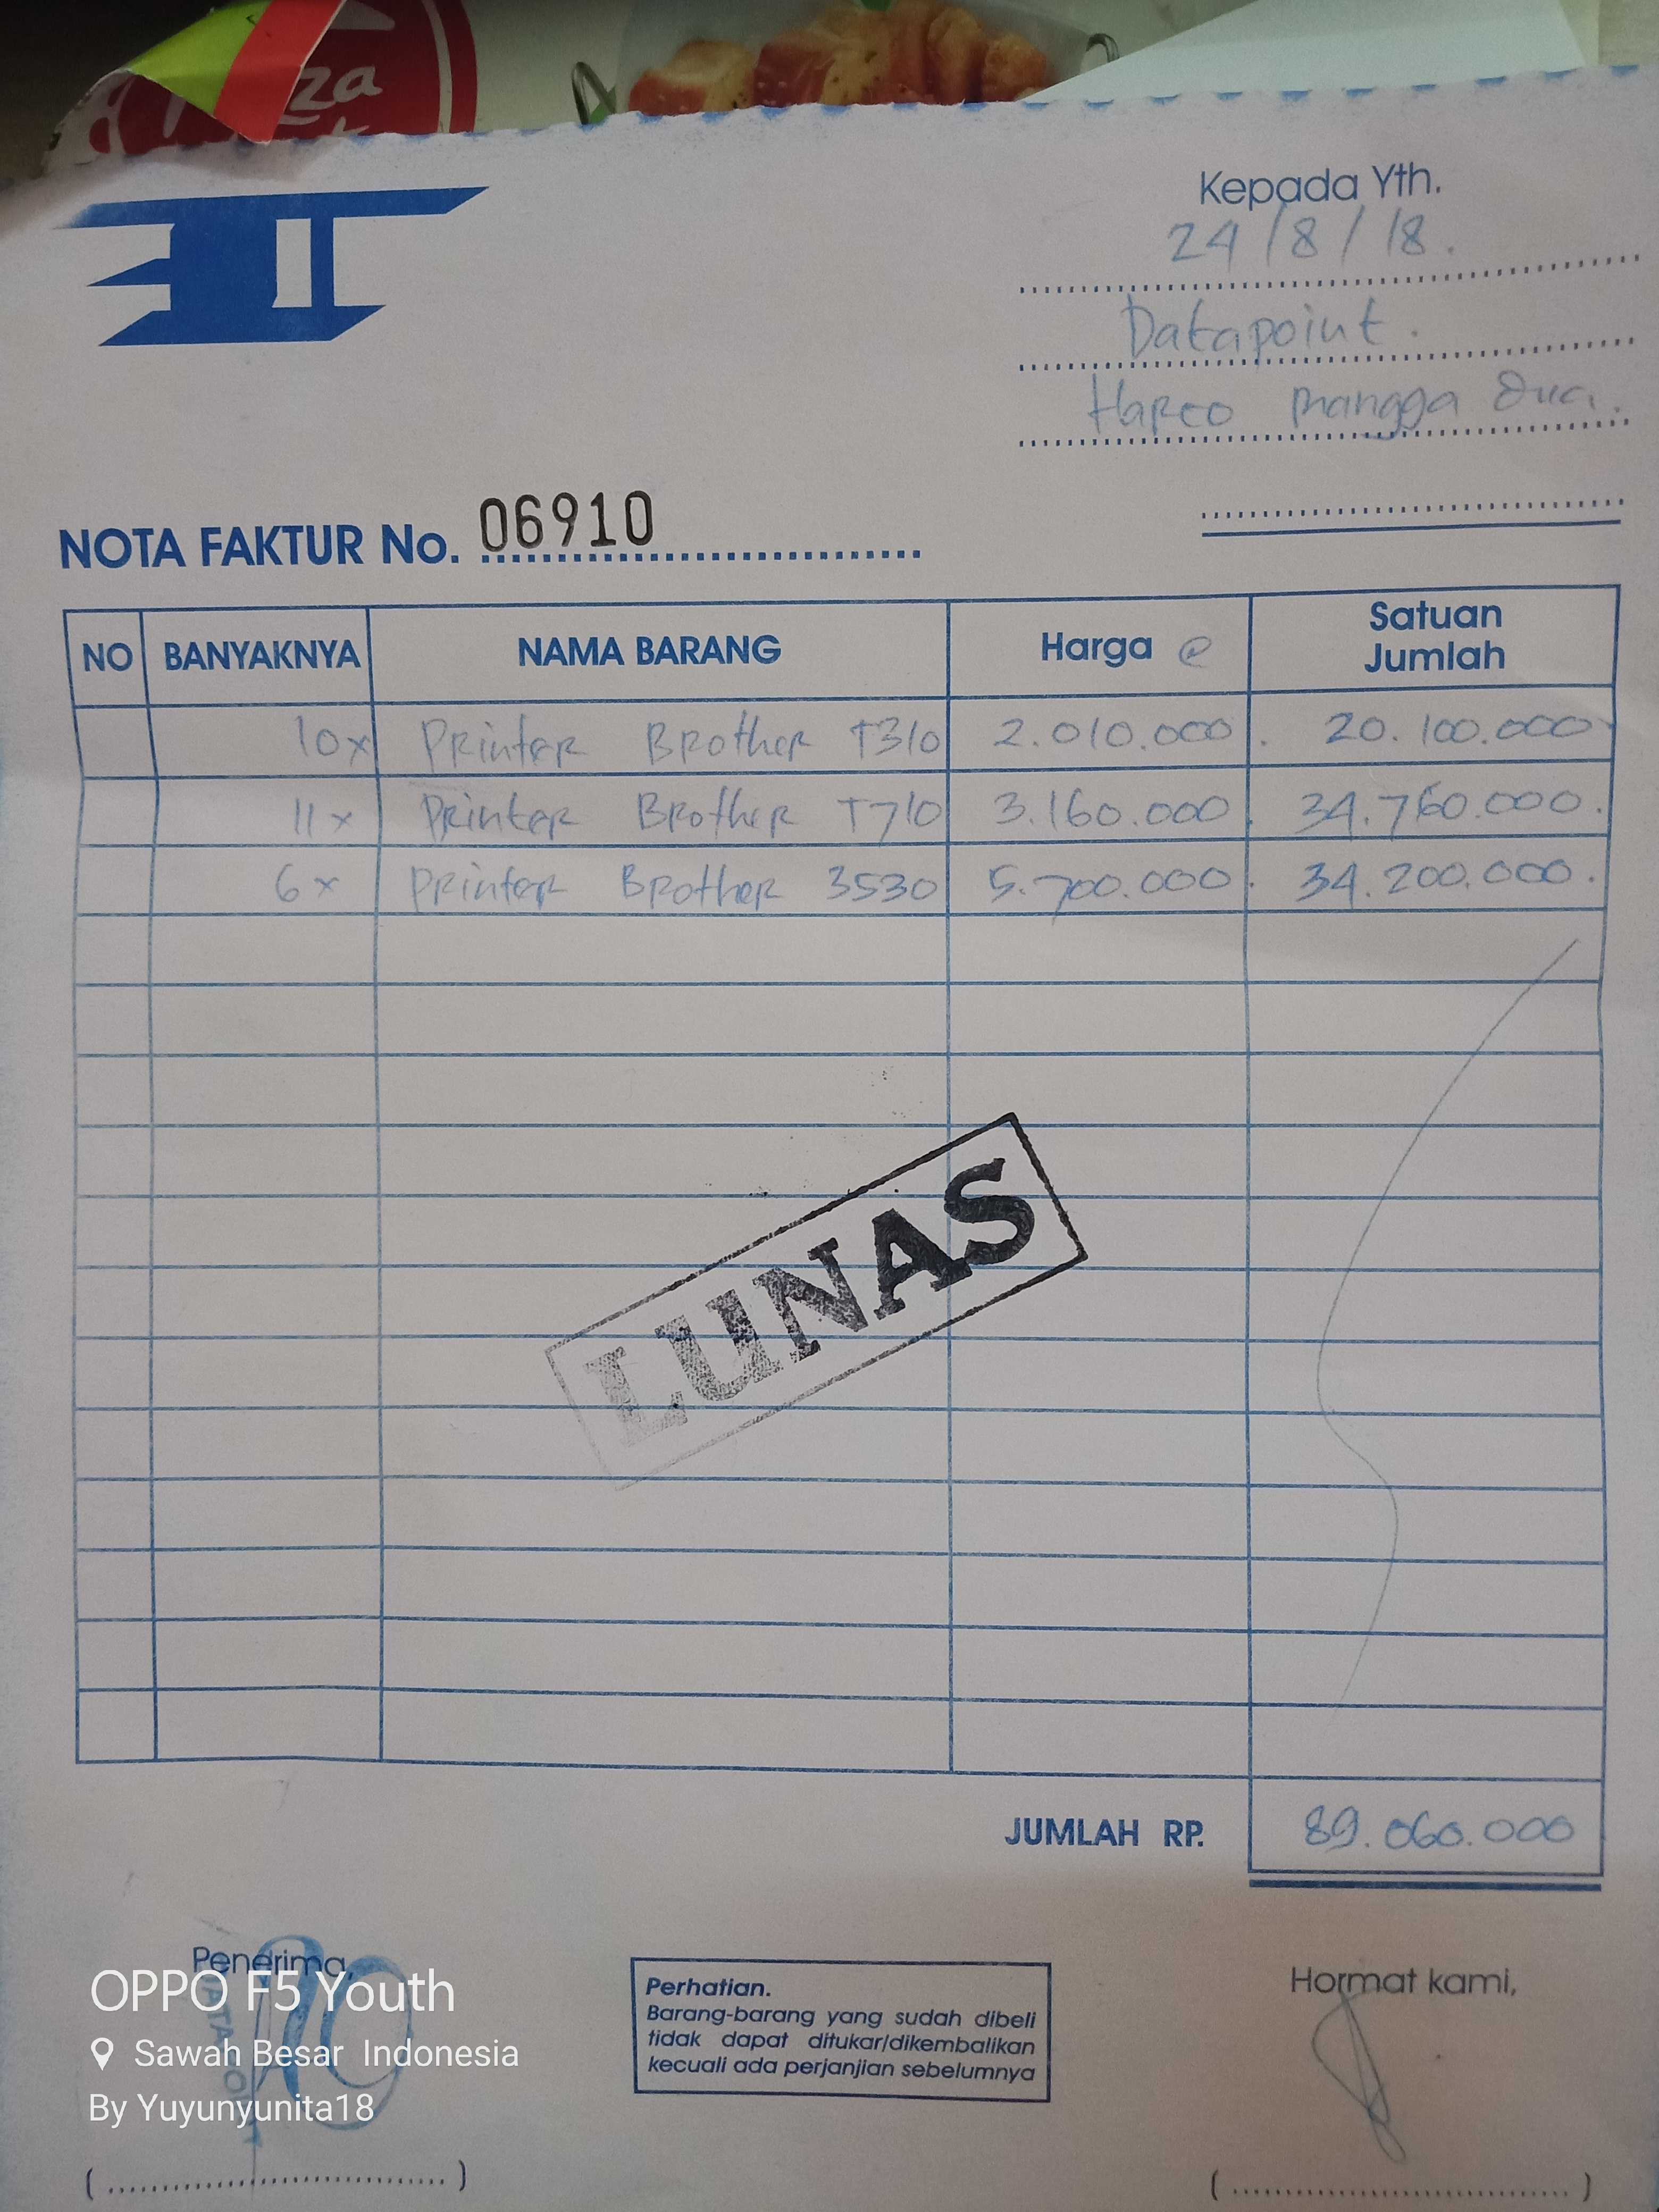 za
Kepada Yth.
24/8/18.
Datapoint.
Harco Mangga Dua.
NOTA FAKTUR No. 06910
NO BANYAKNYA NAMA BARANG Harga @ Satuan Jumlah
10x Printer Brother T310 2.010.000 20.100.000
11x Printer Brother T710 3.160.000 34.760.000
6x Printer Brother 3530 5.700.000 34.200.000
LUNAS
JUMLAH RP. 89.060.000
Penerima,
Hormat kami,
Perhatian.
Barang-barang yang sudah dibeli
tidak dapat ditukar/dikembalikan
kecuali ada perjanjian sebelumnya
OPPO F5 Youth
Sawah Besar Indonesia
By Yuyunyunita18